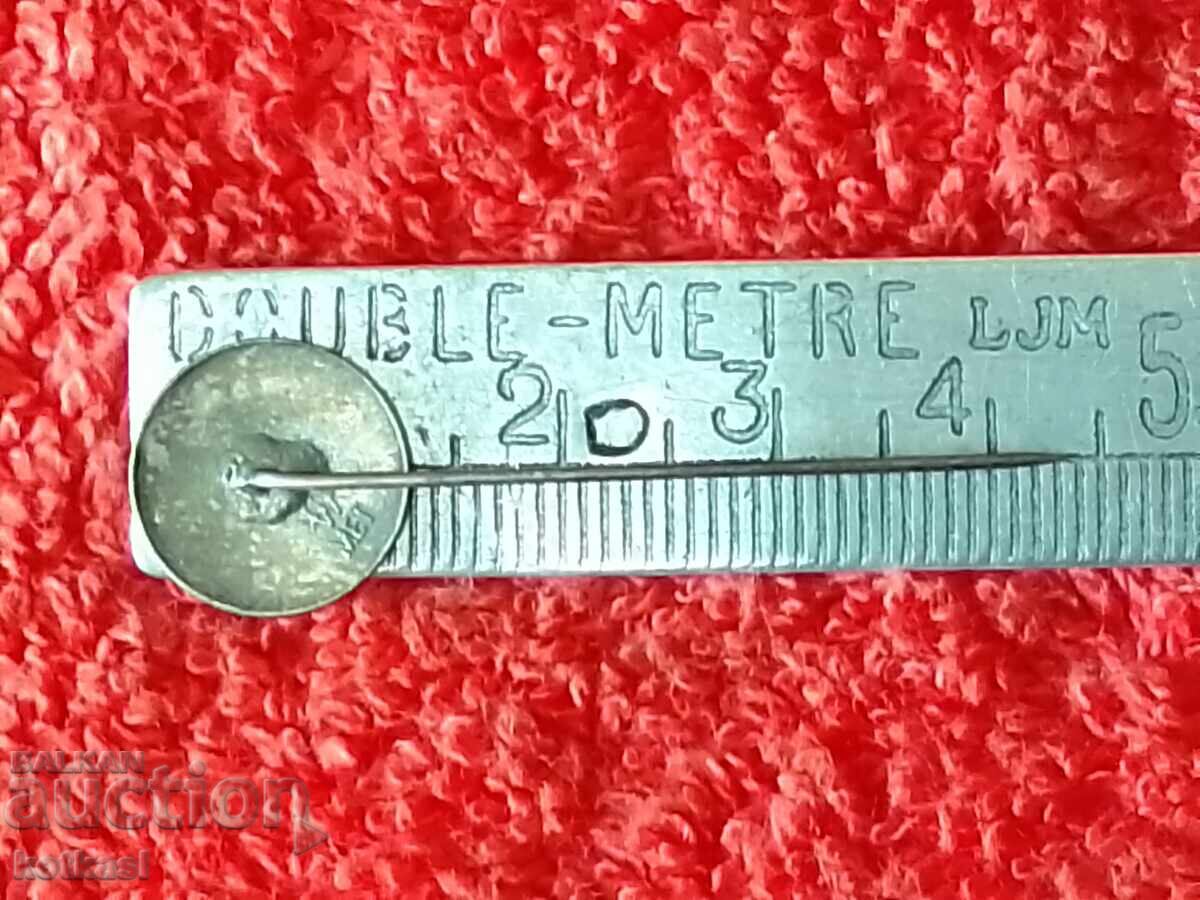 DOUBLE-METRE LJM
2 3 4 5
BALKAN
auction
kolkasl